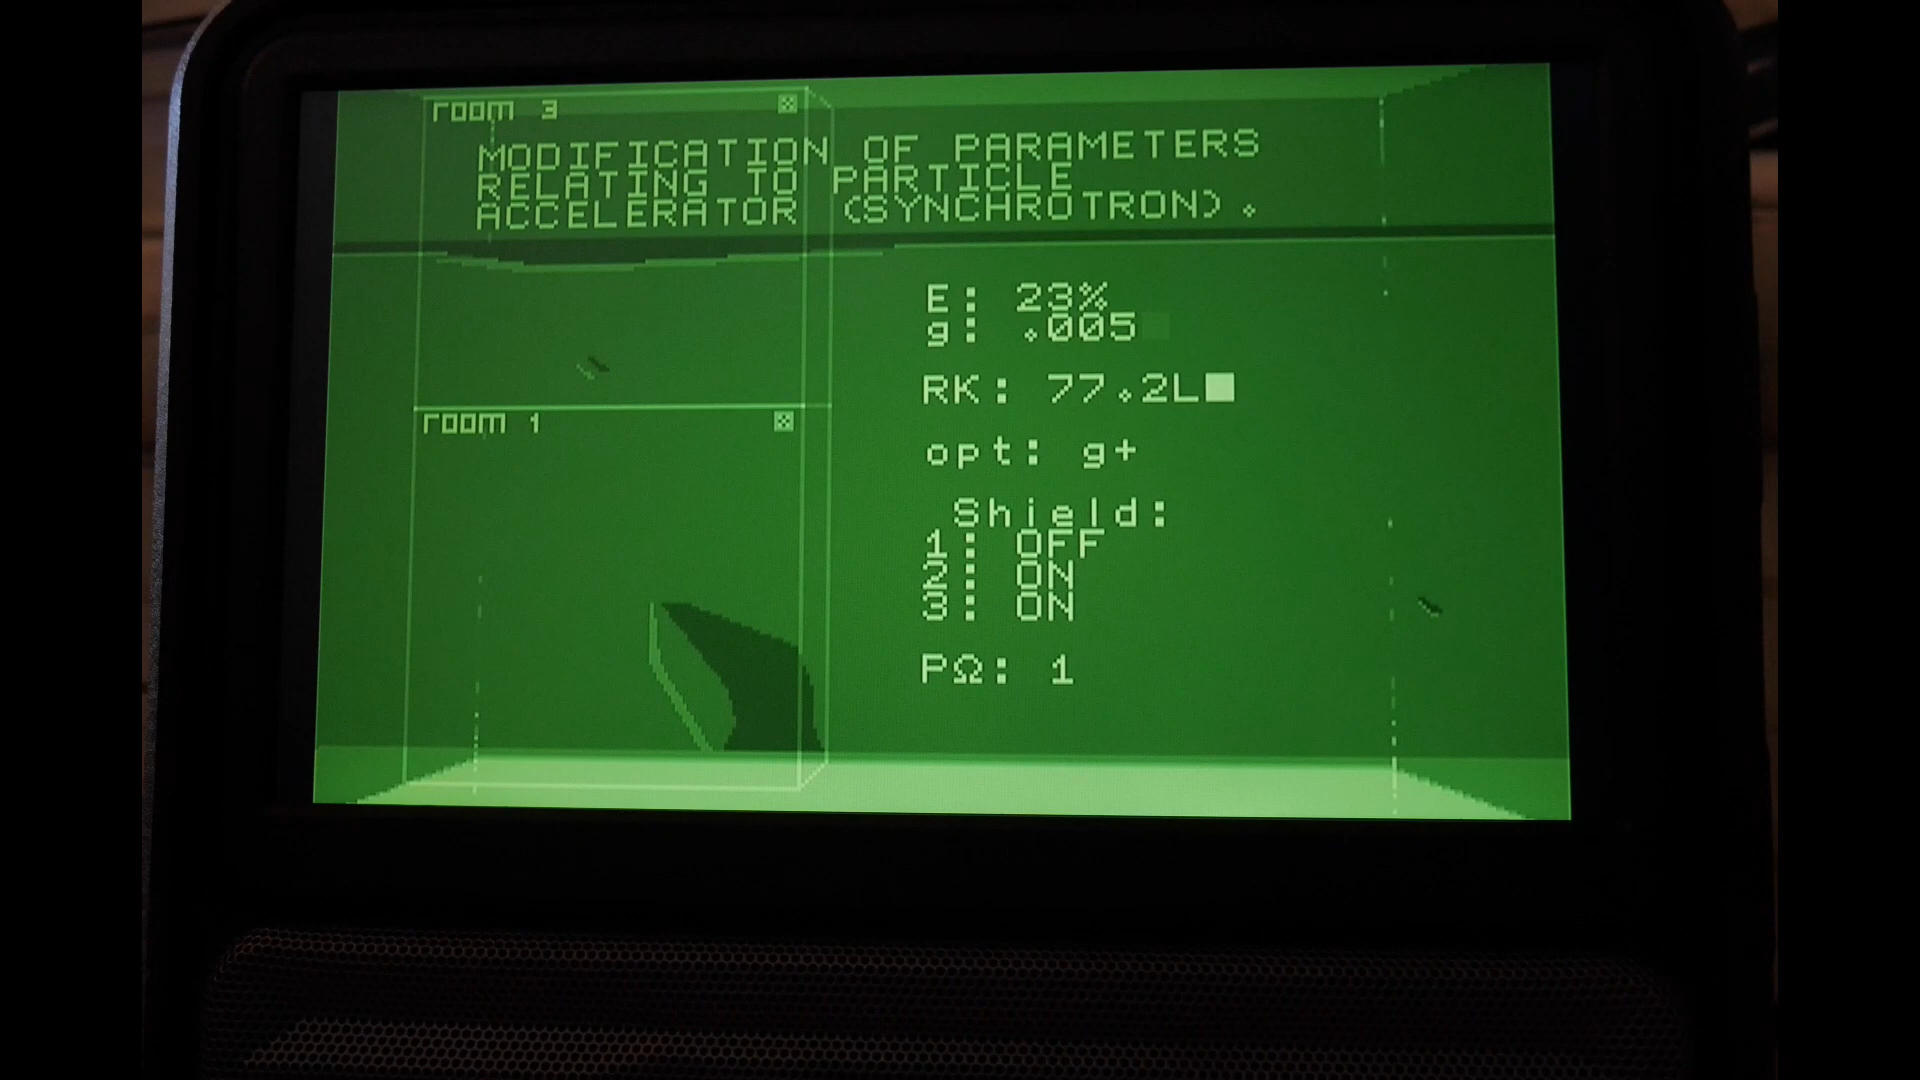 room 3
MODIFICATION OF PARAMETERS
RELATING TO PARTICLE
ACCELERATOR (SYNCHROTRON).
E: 23%
g: .005
RK: 77.2L
room 1
opt: g+
Shield:
1: OFF
2: ON
3: ON
PΩ: 1